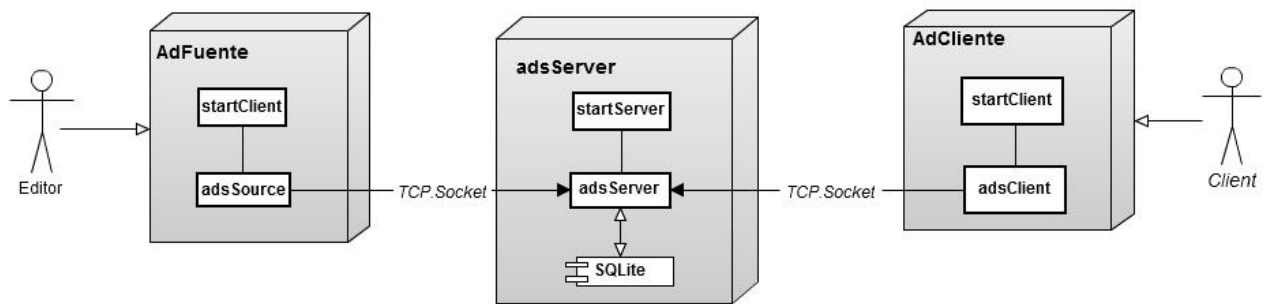 AdFuente
startClient
adsSource
Editor
TCP.Socket
adsServer
startServer
adsServer
SQLite
TCP.Socket
AdCliente
startClient
adsClient
Client